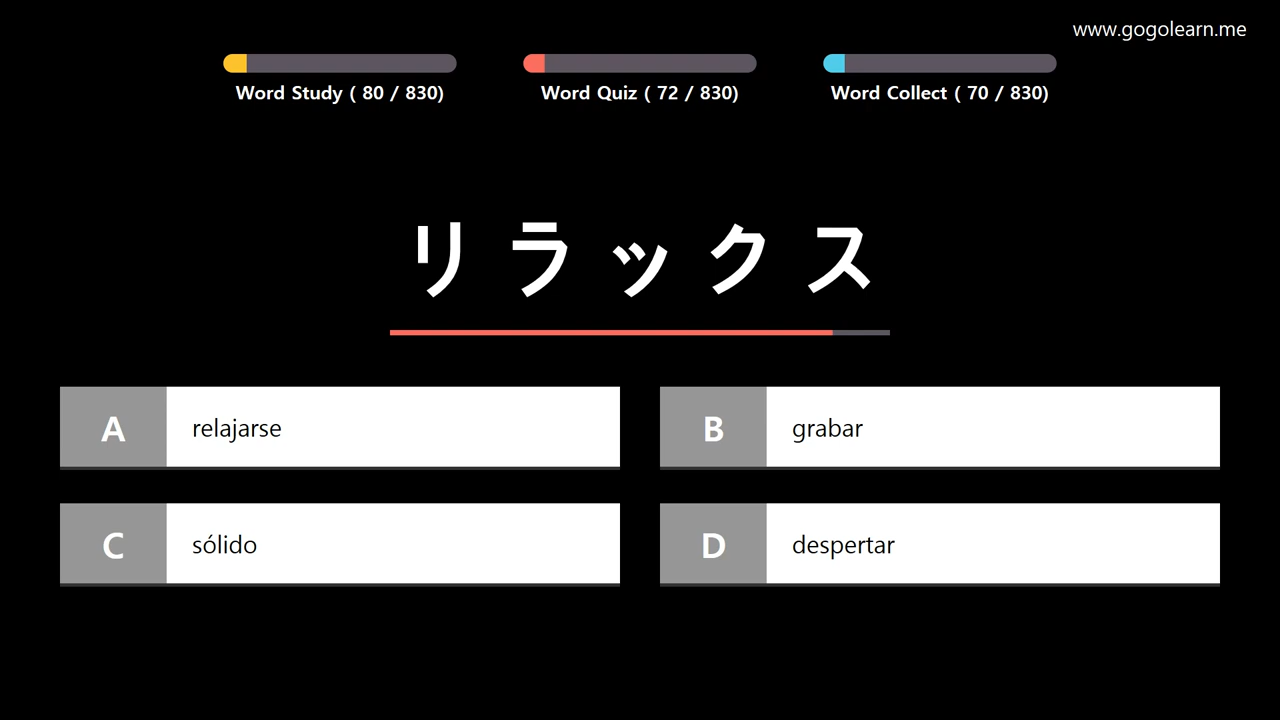 www.gogolearn.me
Word Study ( 80 / 830)
Word Quiz ( 72 / 830)
Word Collect ( 70 / 830)
リラックス
A
relajarse
B
grabar
C
sólido
D
despertar